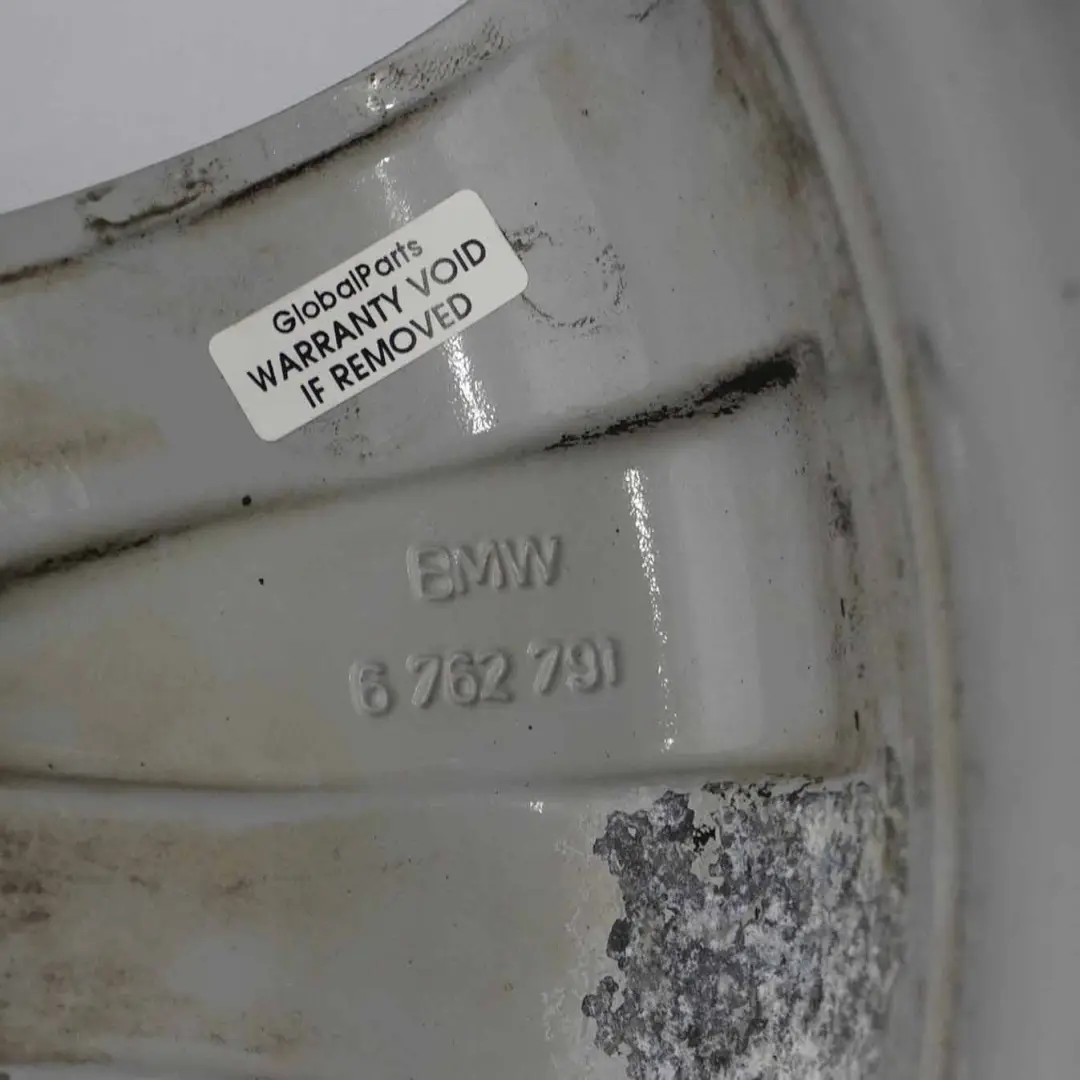 GlobalParts
WARRANTY VOID
IF REMOVED
BMW
6 762 791